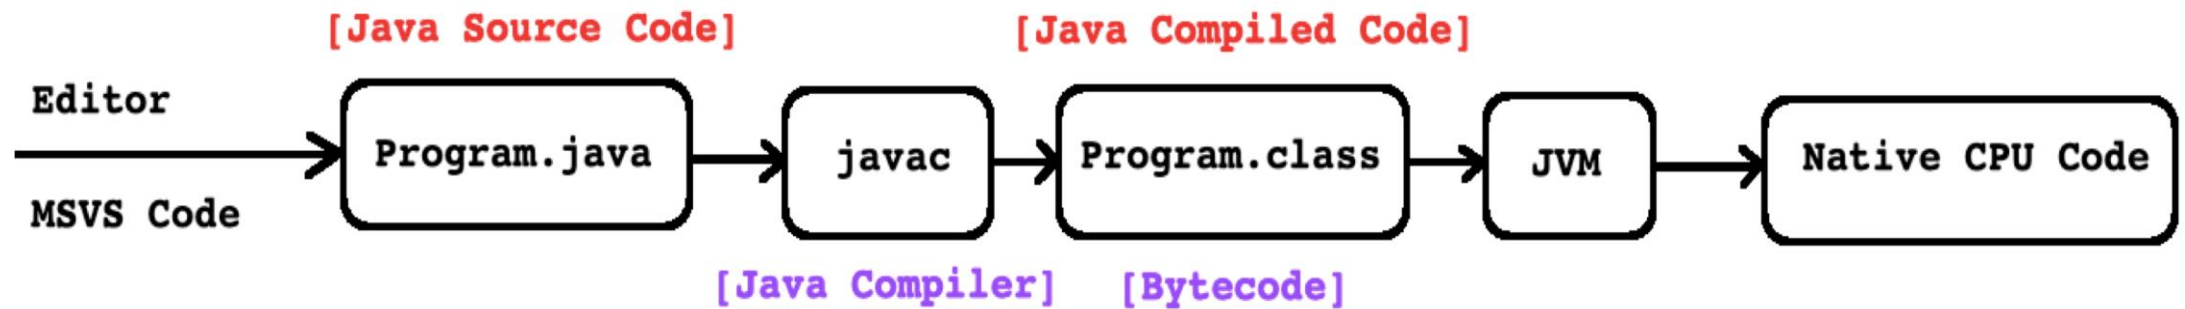 [Java Source Code]
[Java Compiled Code]
Editor
MSVS Code
Program.java
javac
Program.class
JVM
Native CPU Code
[Java Compiler]
[Bytecode]